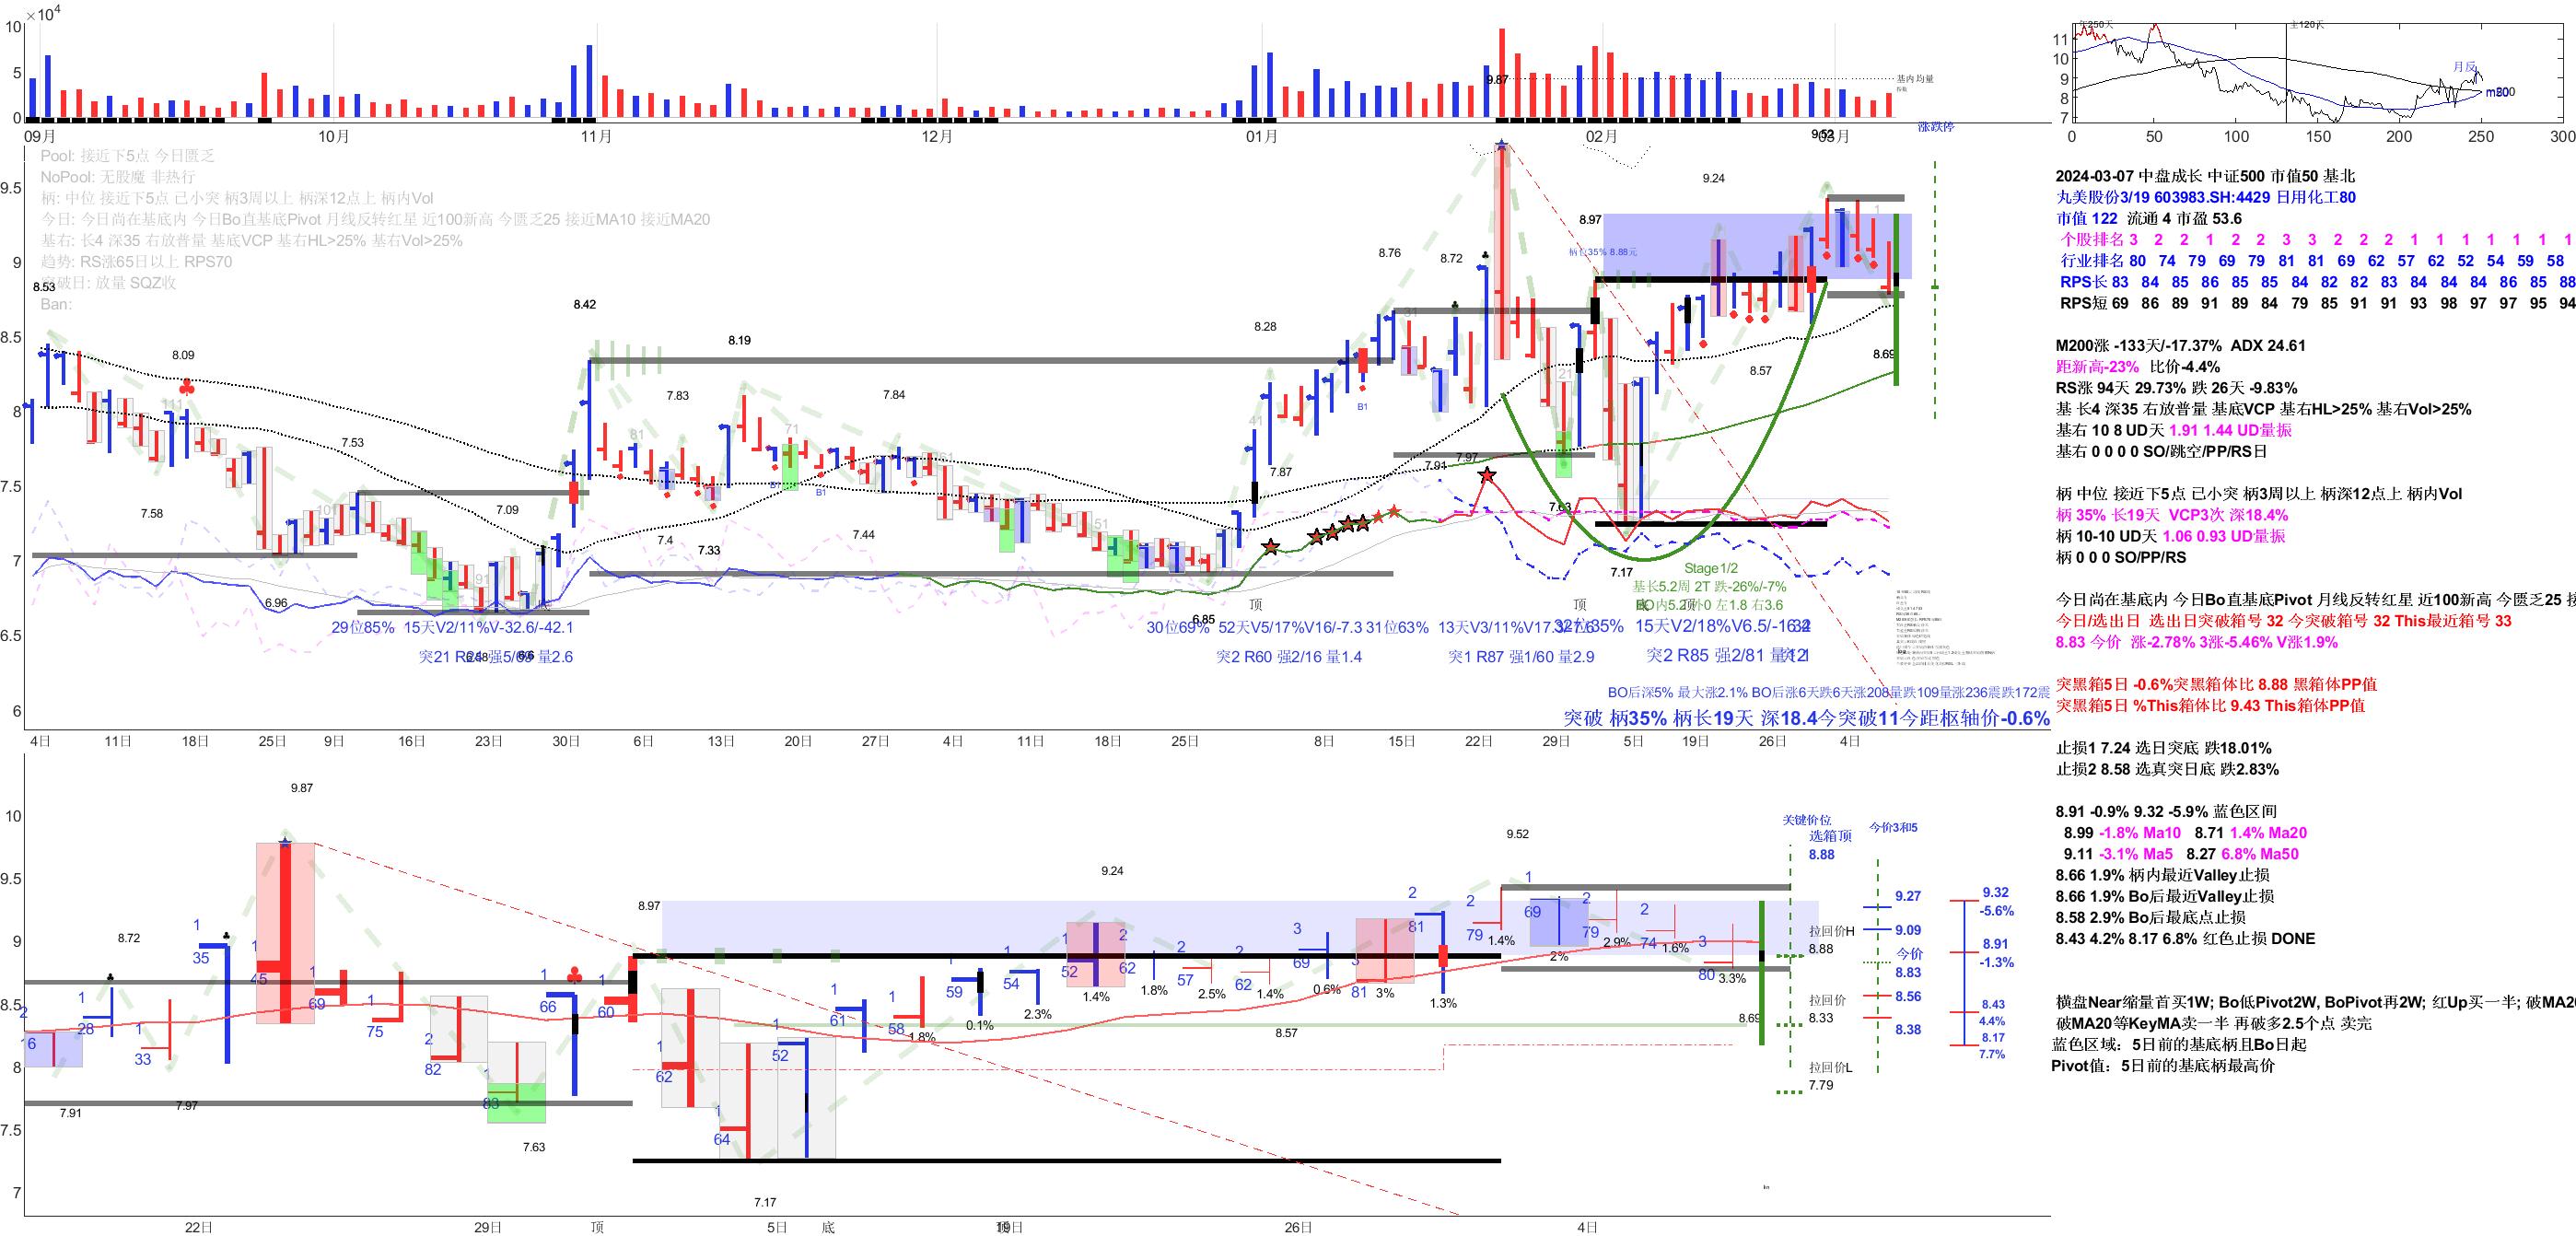 ×10⁴
10
5
0
09月
10月
11月
12月
01月
02月
03月
9.87
9.52
基内均量
涨跌停
年250天
主120天
11
10
9
8
7
月反
0
50
100
150
200
250
300
Pool: 接近下5点 今日匮乏
NoPool: 无股魔 非热行
柄: 中位 接近下5点 己小突 柄3周以上 柄深12点上 柄内Vol
今日: 今日尚在基底内 今日Bo直基底Pivot 月线反转红星 近100新高 今匮乏25 接近MA10 接近MA20
基右: 长4 深35 右放普量 基底VCP 基右HL>25% 基右Vol>25%
趋势: RS涨65日以上 RPS70
突破日: 放量 SQZ收
Ban:
9.5
9
8.5
8
7.5
7
6.5
6
8.53
8.09
7.58
7.53
6.96
7.09
8.42
8.19
7.83
7.84
7.4
7.33
7.44
6.85
8.28
7.87
8.76
8.72
7.91
7.97
8.97
7.63
7.17
9.24
8.57
8.69
111
101
91
81
71
61
51
41
31
21
1
B1
B1
B1
柄位35% 8.88元
顶
顶
Stage1/2
基长5.2周 2T 跌-26%/-7%
29位85% 15天V2/11%V-32.6/-42.1
30位69% 52天V5/17%V16/-7.3
31位63%
15天V2/18%V6.5/-16.2
突2 R60 强2/16 量1.4
突1 R87 强1/60 量2.9
突2 R85 强2/81
BO后深5% 最大涨2.1% BO后涨6天跌6天涨208量跌109量涨236震跌172震
突破 柄35% 柄长19天 深18.4今突破11今距枢轴价-0.6%
4日
11日
18日
25日
9日
16日
23日
30日
6日
13日
20日
27日
4日
11日
18日
25日
8日
15日
22日
29日
5日
19日
26日
4日
2024-03-07 中盘成长 中证500 市值50 基北
丸美股份3/19 603983.SH:4429 日用化工80
市值 122 流通 4 市盈 53.6
个股排名 3 2 2 1 2 2 3 3 2 2 2 1 1 1 1 1 1
行业排名 80 74 79 69 79 81 81 69 62 57 62 52 54 59 58
RPS长 83 84 85 86 85 85 84 82 82 83 84 84 84 86 85 88
RPS短 69 86 89 91 89 84 79 85 91 91 93 98 97 97 95 94
M200涨 -133天/-17.37% ADX 24.61
距新高-23% 比价-4.4%
RS涨 94天 29.73% 跌 26天 -9.83%
基 长4 深35 右放普量 基底VCP 基右HL>25% 基右Vol>25%
基右 10 8 UD天 1.91 1.44 UD量振
基右 0 0 0 0 SO/跳空/PP/RS日
柄 中位 接近下5点 己小突 柄3周以上 柄深12点上 柄内Vol
柄 35% 长19天 VCP3次 深18.4%
柄 10-10 UD天 1.06 0.93 UD量振
柄 0 0 0 SO/PP/RS
今日尚在基底内 今日Bo直基底Pivot 月线反转红星 近100新高 今匮乏25
今日/选出日 选出日突破箱号 32 今突破箱号 32 This最近箱号 33
8.83 今价 涨-2.78% 3涨-5.46% V涨1.9%
突黑箱5日 -0.6%突黑箱体比 8.88 黑箱体PP值
突黑箱5日 %This箱体比 9.43 This箱体PP值
止损1 7.24 选日突底 跌18.01%
止损2 8.58 选真突日底 跌2.83%
8.91 -0.9% 9.32 -5.9% 蓝色区间
8.99 -1.8% Ma10 8.71 1.4% Ma20
9.11 -3.1% Ma5 8.27 6.8% Ma50
8.66 1.9% 柄内最近Valley止损
8.66 1.9% Bo后最近Valley止损
8.58 2.9% Bo后最底点止损
8.43 4.2% 8.17 6.8% 红色止损 DONE
横盘Near缩量首买1W; Bo低Pivot2W, BoPivot再2W; 红Up买一半; 破MA20
破MA20等KeyMA卖一半 再破多2.5个点 卖完
蓝色区域: 5日前的基底柄且Bo日起
Pivot值: 5日前的基底柄最高价
10
9.5
9
8.5
8
7.5
7
9.87
8.72
7.91
7.97
7.63
8.97
7.17
9.24
8.57
9.52
8.69
2
16
1
28
1
33
1
35
1
45
1
69
1
75
2
82
1
83
1
66
1
60
1
62
1
64
1
52
1
61
1
58
1.8%
1
59
0.1%
1
54
2.3%
1
52
1.4%
2
62
1.8%
2
57
2.5%
2
62
1.4%
3
69
0.6%
3
81
3%
2
81
1.3%
2
79
1.4%
1
69
2%
2
79
2.9%
2
74
1.6%
3
80
3.3%
关键价位
选箱顶
8.88
今价3和5
拉回价H
8.88
拉回价
8.33
拉回价L
7.79
9.27
9.09
今价
8.83
8.56
8.38
9.32
-5.6%
8.91
-1.3%
8.43
4.4%
8.17
7.7%
22日
29日
顶
5日
底
26日
4日